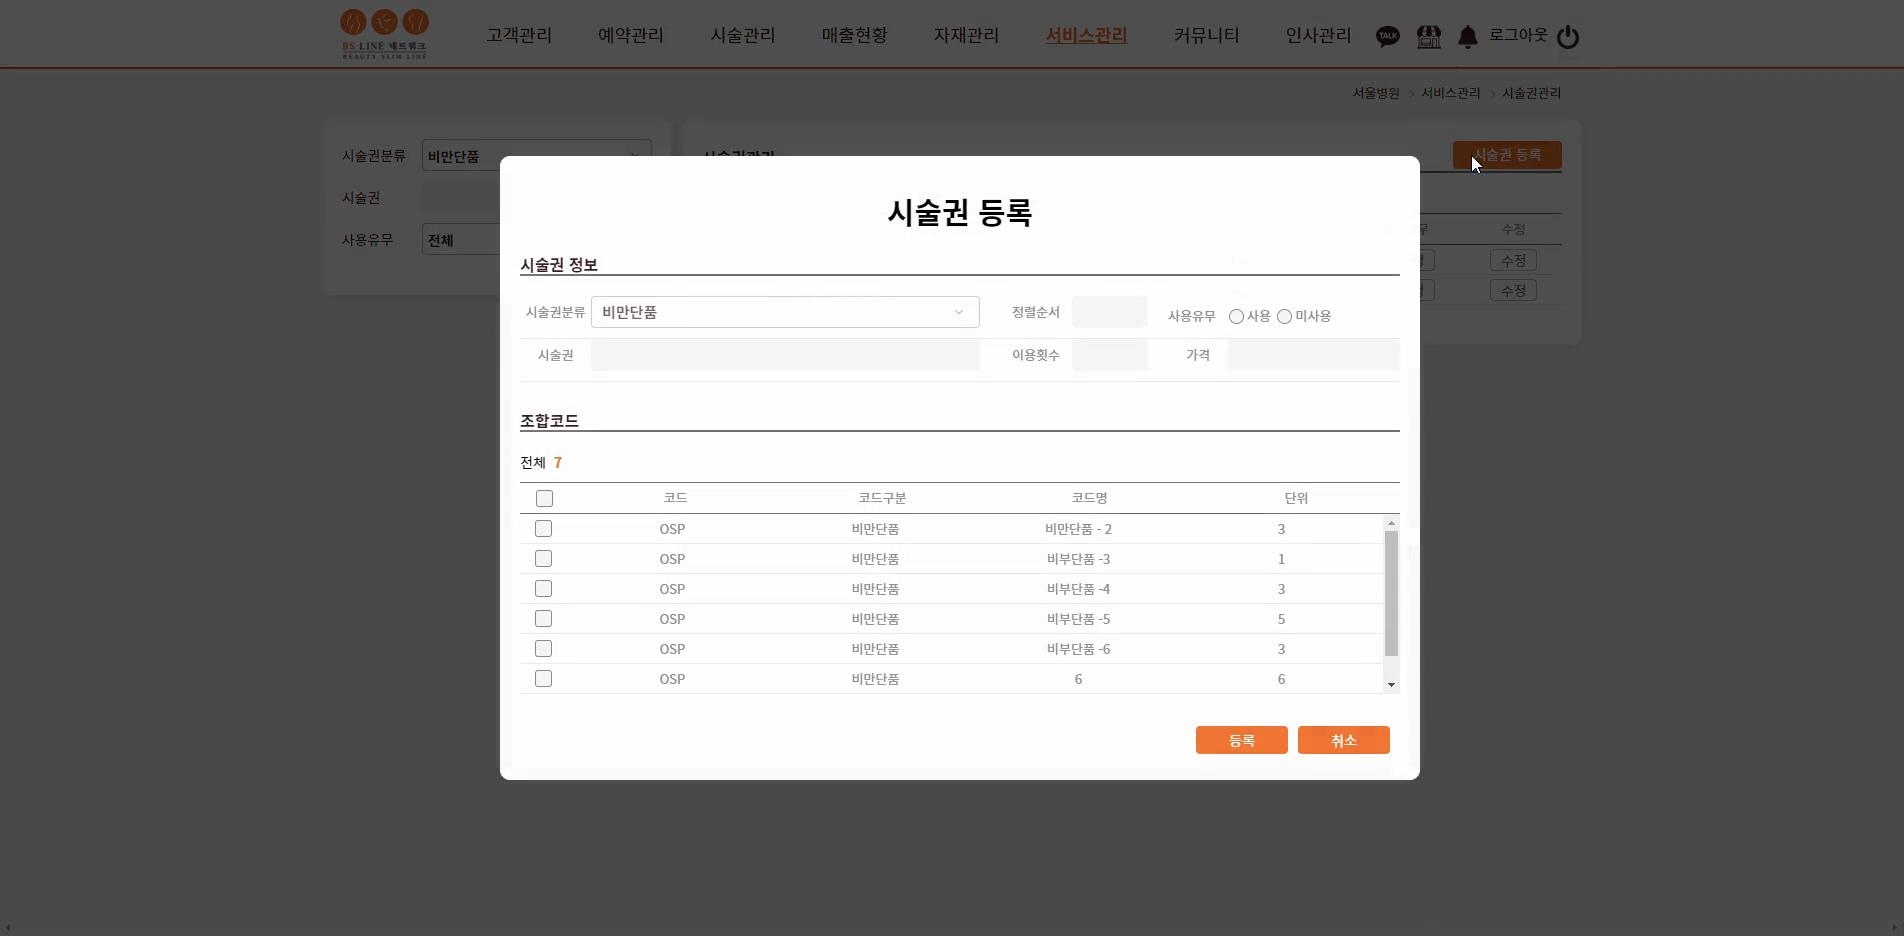 BS LINE 네트워크
BEAUTY SLIM LINE
고객관리 예약관리 시술관리 매출현황 자재관리 서비스관리 커뮤니티 인사관리 TALK 로그아웃
서울병원 > 서비스관리 > 시술권관리
시술권분류 비만단품
시술권관리 시술권 등록
시술권
사용유무 전체
수정
수정
수정
시술권 등록
시술권 정보
시술권분류 비만단품 정렬순서 사용유무 사용 미사용
시술권 이용횟수 가격
조합코드
전체 7
코드 코드구분 코드명 단위
OSP 비만단품 비만단품 - 2 3
OSP 비만단품 비부단품 -3 1
OSP 비만단품 비부단품 -4 3
OSP 비만단품 비부단품 -5 5
OSP 비만단품 비부단품 -6 3
OSP 비만단품 6 6
등록 취소